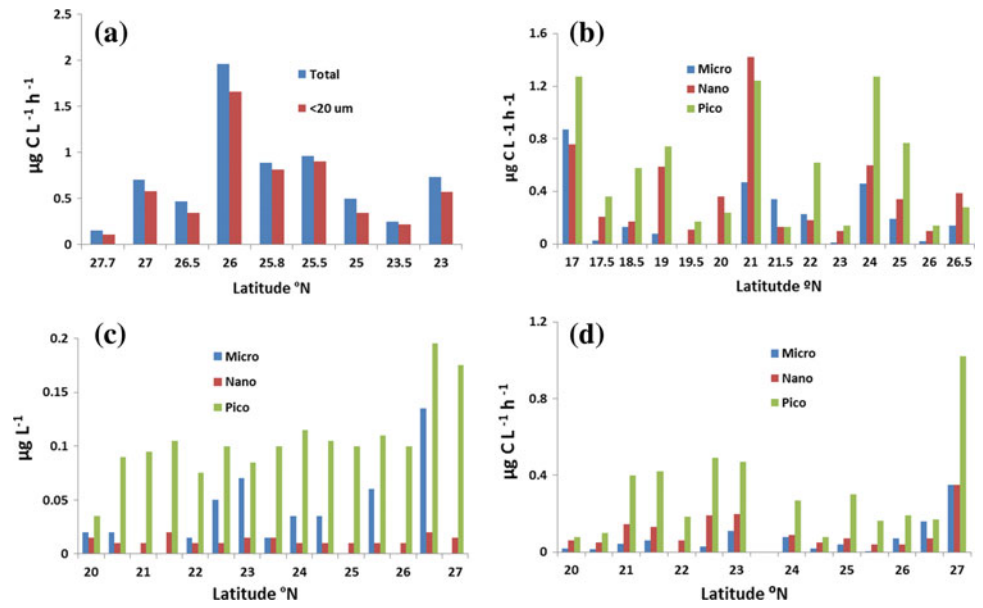 (a)
2.5
2
1.5
1
0.5
0
µg C L -1 h -1
Total
<20 um
27.7 27 26.5 26 25.8 25.5 25 23.5 23
Latitude °N
(b)
1.6
1.2
0.8
0.4
0
µg C L -1 h -1
Micro
Nano
Pico
17 17.5 18.5 19 19.5 20 21 21.5 22 23 24 25 26 26.5
Latitutde ºN
(c)
0.2
0.15
0.1
0.05
0
µg L-1
Micro
Nano
Pico
20 21 22 23 24 25 26 27
Latitude °N
(d)
1.2
0.8
0.4
0.0
µg C L -1 h -1
Micro
Nano
Pico
20 21 22 23 24 25 26 27
Latitude ºN